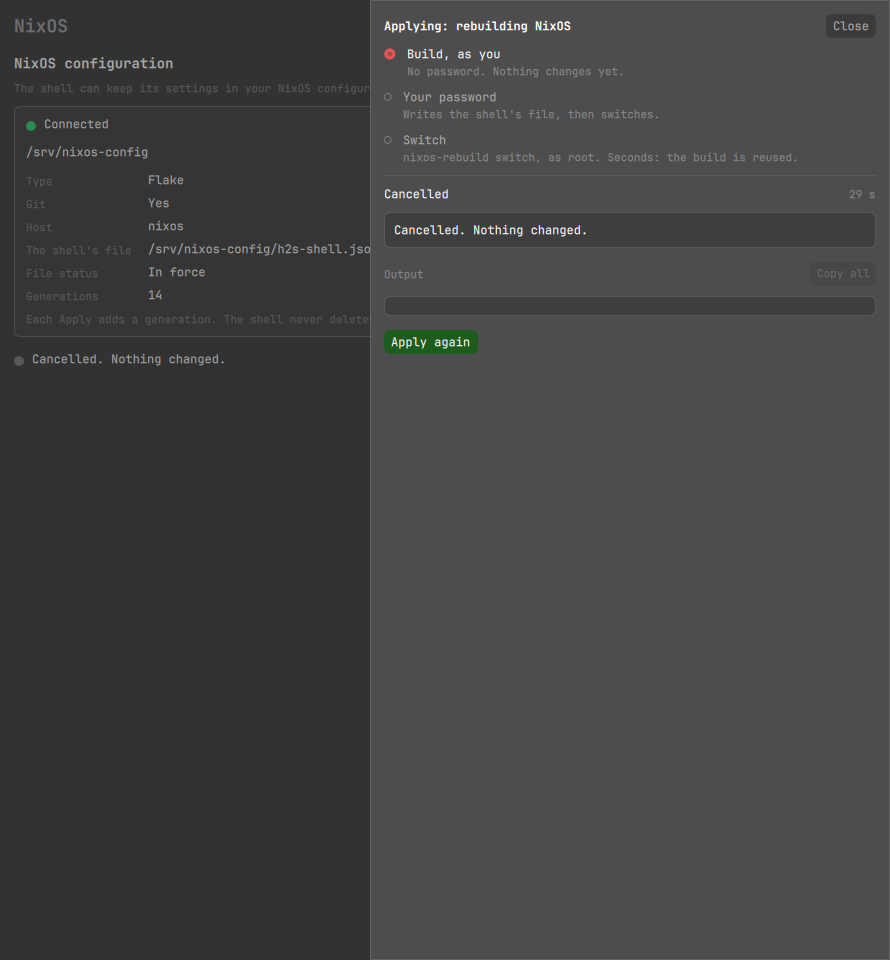 NixOS
NixOS configuration
The shell can keep its settings in your NixOS configur
Connected
/srv/nixos-config
Type Flake
Git Yes
Host nixos
The shell's file /srv/nixos-config/h2s-shell.jso
File status In force
Generations 14
Each Apply adds a generation. The shell never delete
Cancelled. Nothing changed.
Applying: rebuilding NixOS
Close
Build, as you
No password. Nothing changes yet.
Your password
Writes the shell's file, then switches.
Switch
nixos-rebuild switch, as root. Seconds: the build is reused.
Cancelled 29 s
Cancelled. Nothing changed.
Output Copy all
Apply again